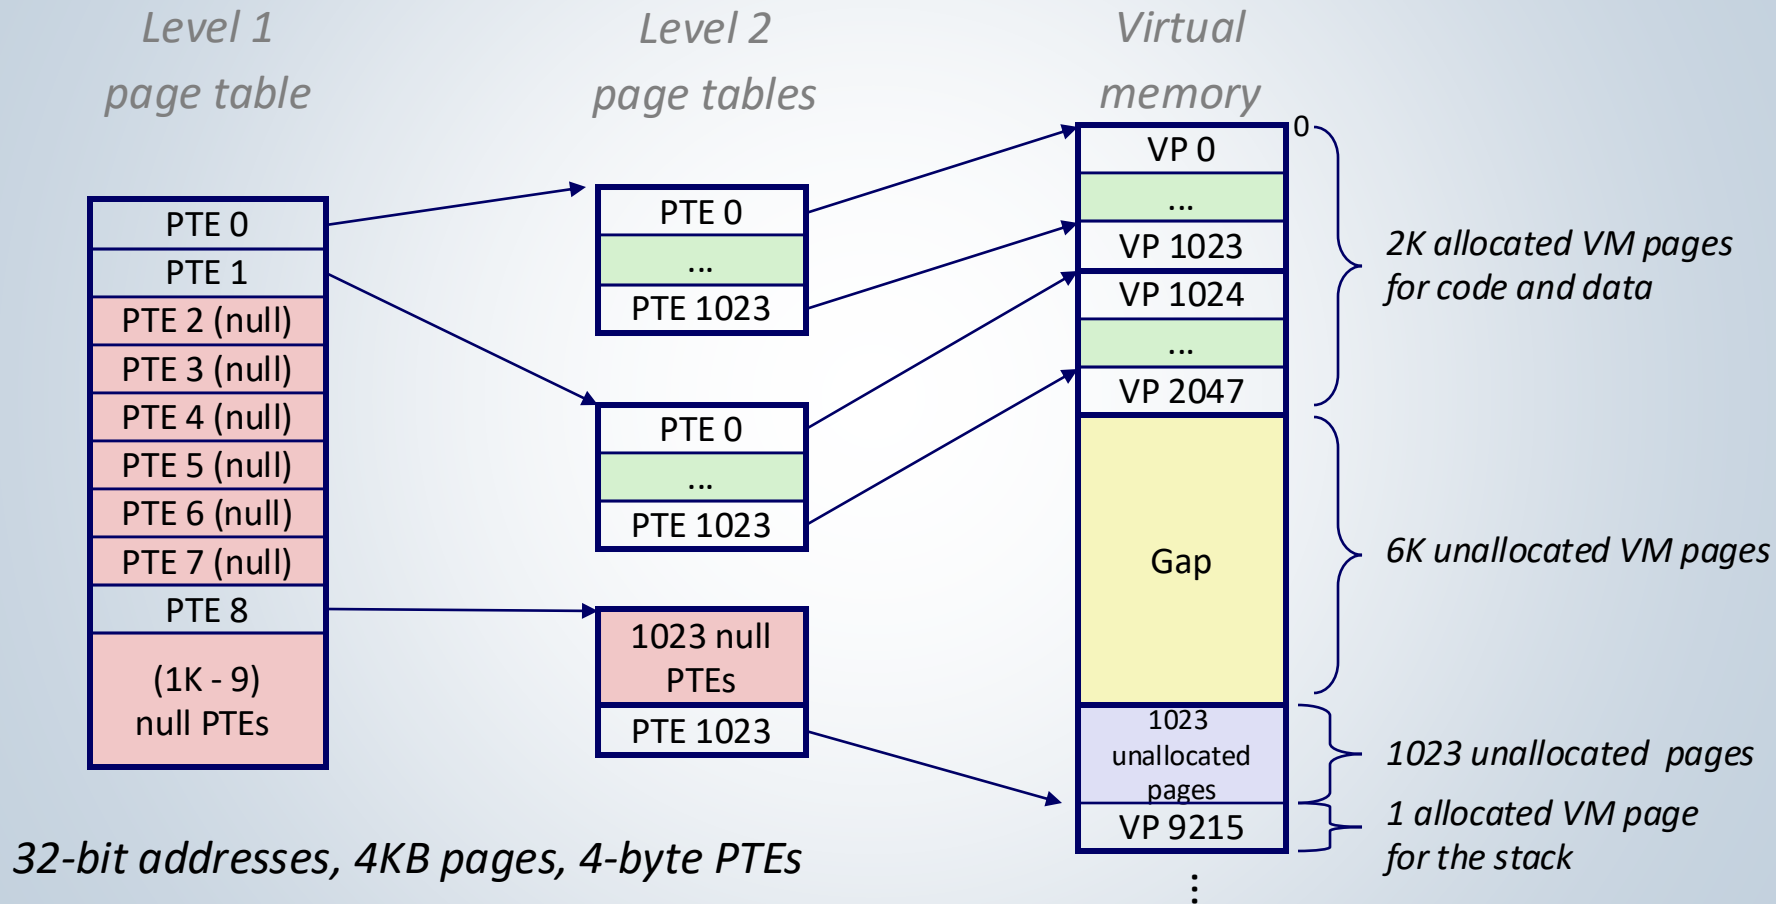 Level 1
page table
Level 2
page tables
Virtual
memory
PTE 0
PTE 1
PTE 2 (null)
PTE 3 (null)
PTE 4 (null)
PTE 5 (null)
PTE 6 (null)
PTE 7 (null)
PTE 8
(1K - 9)
null PTEs
PTE 0
...
PTE 1023
PTE 0
...
PTE 1023
1023 null
PTEs
PTE 1023
0
VP 0
...
VP 1023
VP 1024
...
VP 2047
Gap
1023
unallocated
pages
VP 9215
⋮
2K allocated VM pages
for code and data
6K unallocated VM pages
1023 unallocated pages
1 allocated VM page
for the stack
32-bit addresses, 4KB pages, 4-byte PTEs